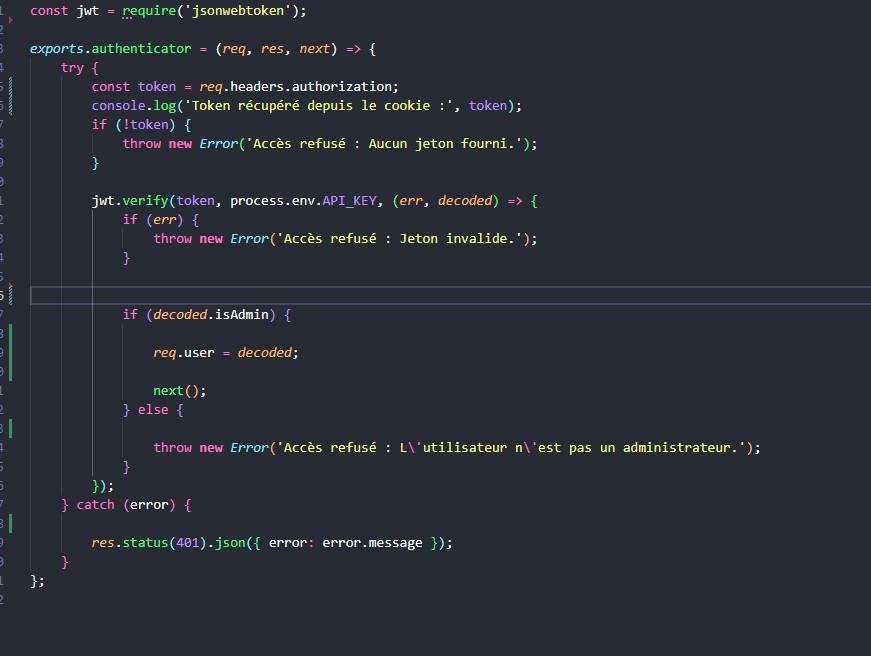 const jwt = require('jsonwebtoken');
exports.authenticator = (req, res, next) => {
try {
const token = req.headers.authorization;
console.log('Token récupéré depuis le cookie :', token);
if (!token) {
throw new Error('Accès refusé : Aucun jeton fourni.');
}
jwt.verify(token, process.env.API_KEY, (err, decoded) => {
if (err) {
throw new Error('Accès refusé : Jeton invalide.');
}
if (decoded.isAdmin) {
req.user = decoded;
next();
} else {
throw new Error('Accès refusé : L\'utilisateur n\'est pas un administrateur.');
}
});
} catch (error) {
res.status(401).json({ error: error.message });
}
};